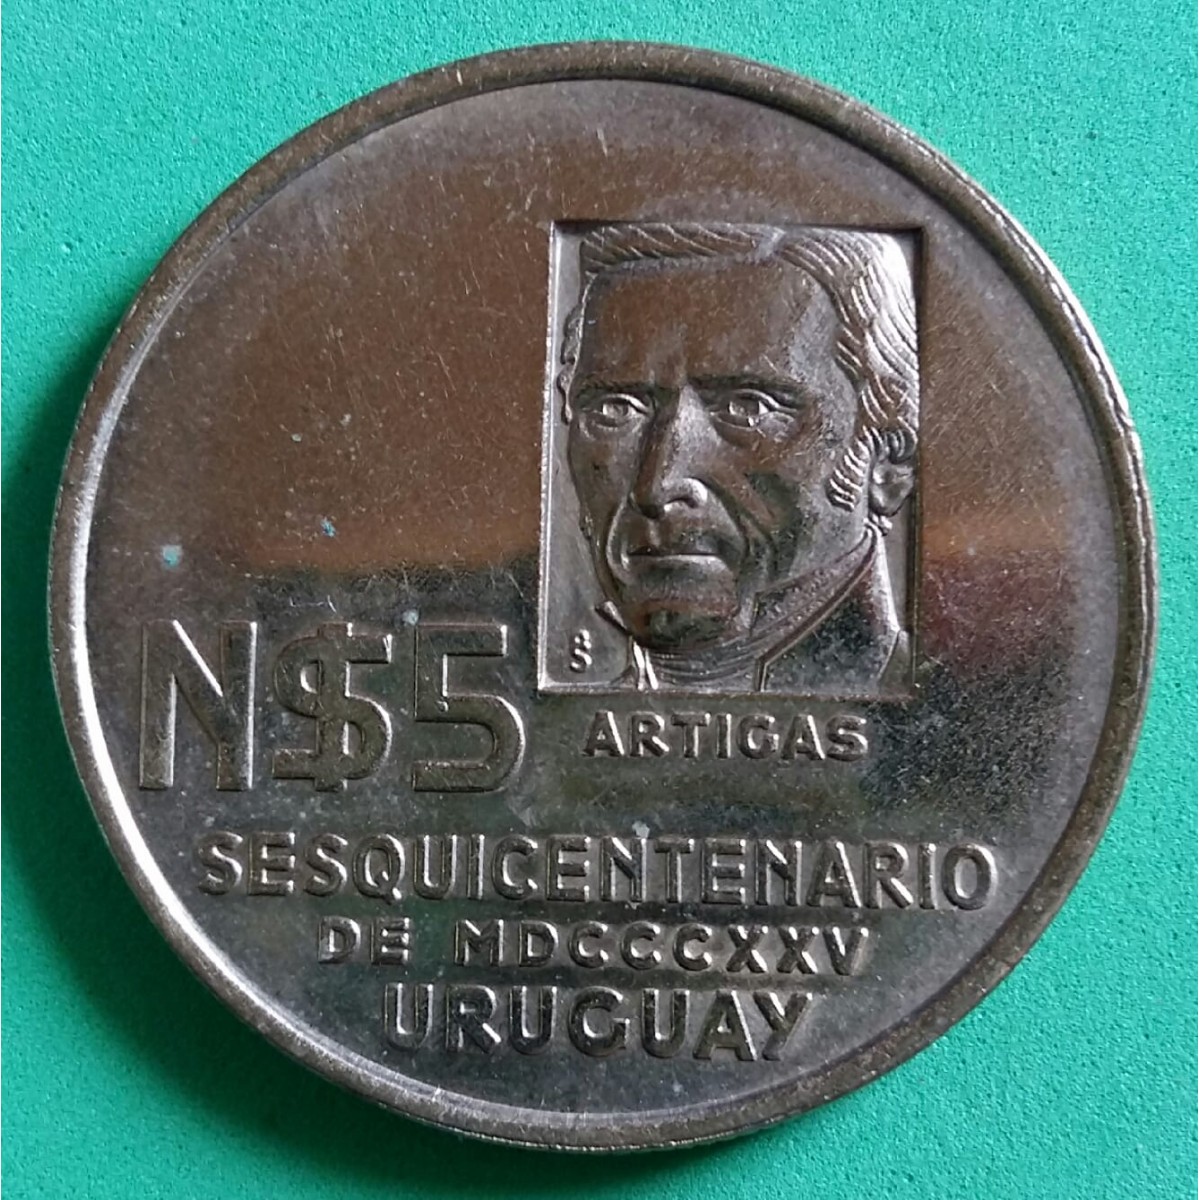 N$5
ARTIGAS
SESQUICENTENARIO
DE MDCCCXXV
URUGUAY